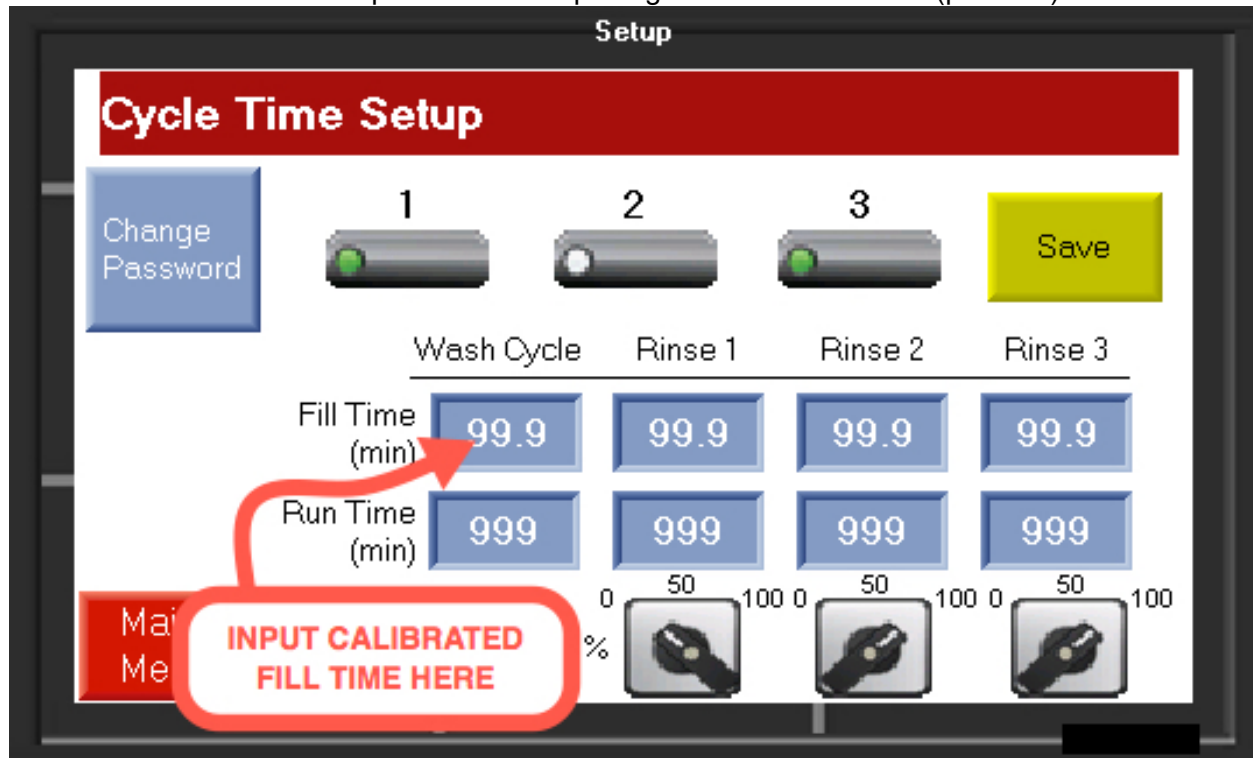 Setup
Cycle Time Setup
Change
Password
1 2 3
Save
Wash Cycle Rinse 1 Rinse 2 Rinse 3
Fill Time
(min)
99.9 99.9 99.9 99.9
Run Time
(min)
999 999 999 999
0 50 100 0 50 100 0 50 100
%
INPUT CALIBRATED
FILL TIME HERE